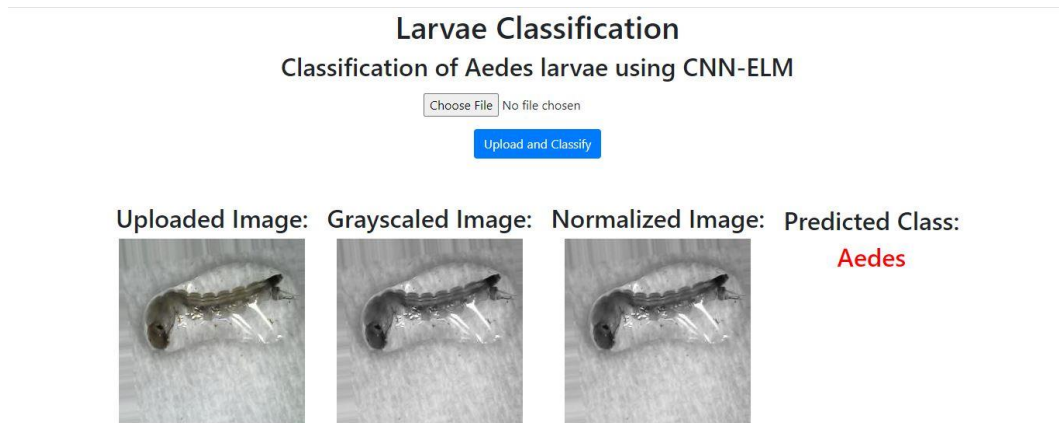 Larvae Classification
Classification of Aedes larvae using CNN-ELM
Choose File No file chosen
Upload and Classify
Uploaded Image: Grayscaled Image: Normalized Image: Predicted Class:
Aedes